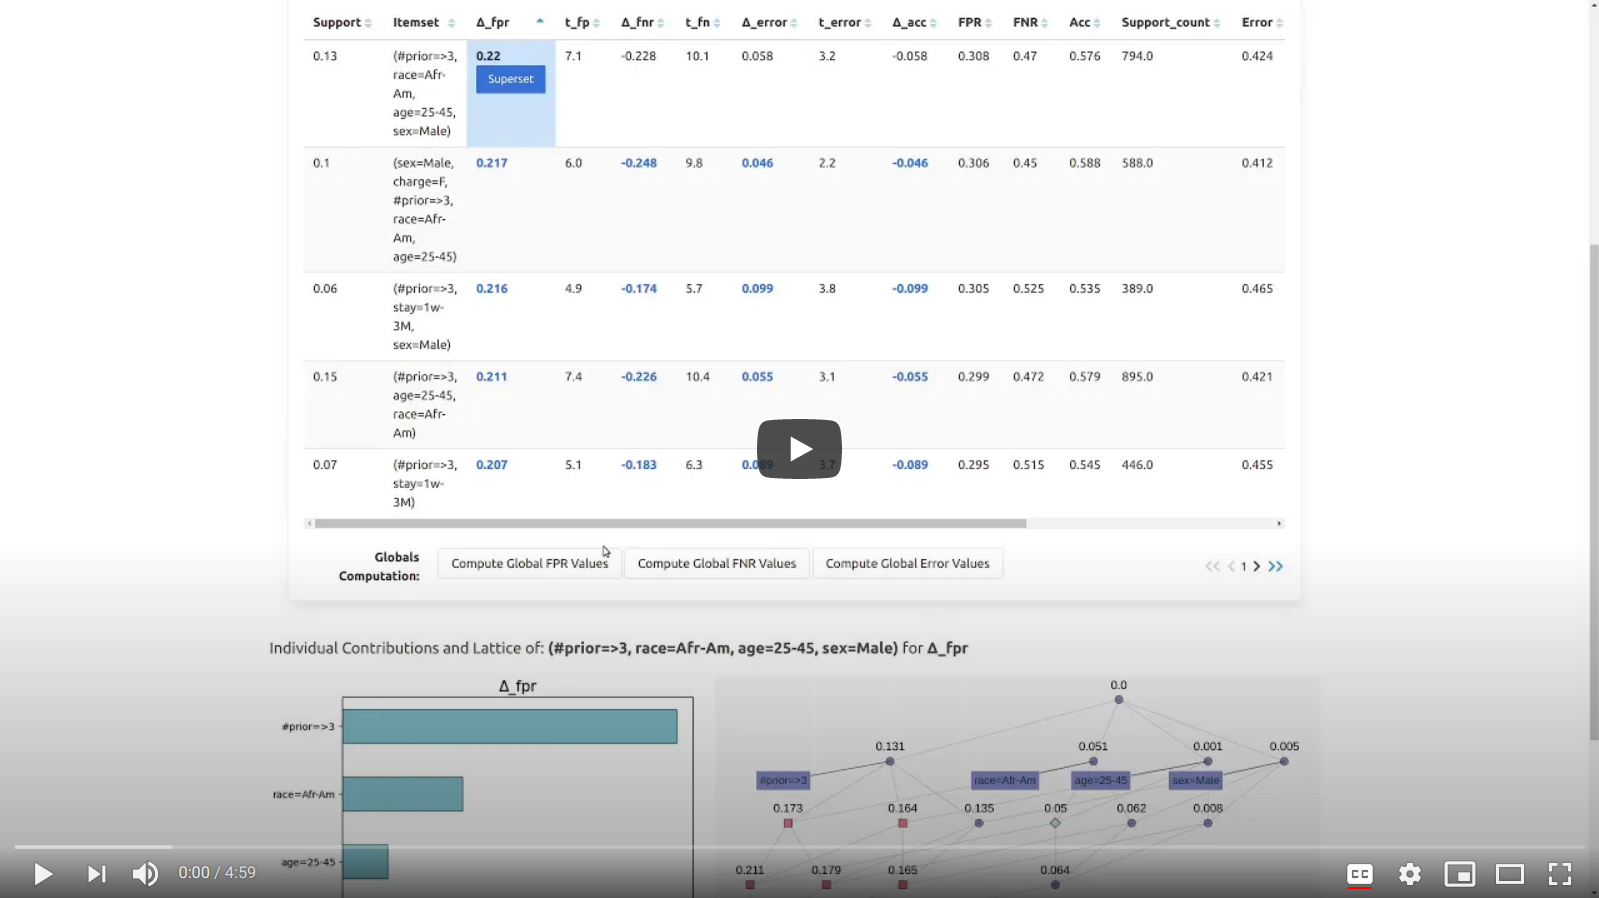 Support Itemset Δ_fpr t_fp Δ_fnr t_fn Δ_error t_error Δ_acc FPR FNR Acc Support_count Error
0.13 (#prior=>3, 0.22 7.1 -0.228 10.1 0.058 3.2 -0.058 0.308 0.47 0.576 794.0 0.424
race=Afr- Superset
Am,
age=25-45,
sex=Male)
0.1 (sex=Male, 0.217 6.0 -0.248 9.8 0.046 2.2 -0.046 0.306 0.45 0.588 588.0 0.412
charge=F,
#prior=>3,
race=Afr-
Am,
age=25-45)
0.06 (#prior=>3, 0.216 4.9 -0.174 5.7 0.099 3.8 -0.099 0.305 0.525 0.535 389.0 0.465
stay=1w-
3M,
sex=Male)
0.15 (#prior=>3, 0.211 7.4 -0.226 10.4 0.055 3.1 -0.055 0.299 0.472 0.579 895.0 0.421
age=25-45,
race=Afr-
Am)
0.07 (#prior=>3, 0.207 5.1 -0.183 6.3 0.089 3.7 -0.089 0.295 0.515 0.545 446.0 0.455
stay=1w-
3M)
Globals
Computation:
Compute Global FPR Values Compute Global FNR Values Compute Global Error Values 1
Individual Contributions and Lattice of: (#prior=>3, race=Afr-Am, age=25-45, sex=Male) for Δ_fpr
Δ_fpr
#prior=>3
race=Afr-Am
age=25-45
0.0
0.131 0.051 0.001 0.005
#prior=>3 race=Afr-Am age=25-45 sex=Male
0.173 0.164 0.135 0.05 0.062 0.008
0.211 0.179 0.165 0.064
0:00 / 4:59
CC